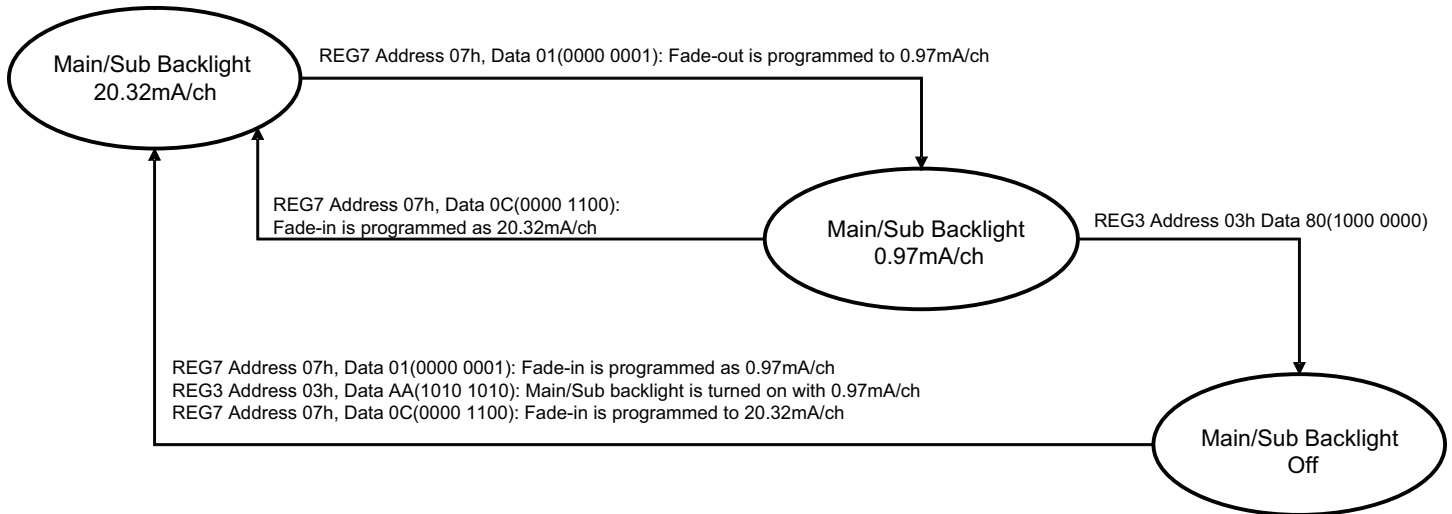 Main/Sub Backlight
20.32mA/ch
REG7 Address 07h, Data 01(0000 0001): Fade-out is programmed to 0.97mA/ch
REG7 Address 07h, Data 0C(0000 1100):
Fade-in is programmed as 20.32mA/ch
Main/Sub Backlight
0.97mA/ch
REG3 Address 03h Data 80(1000 0000)
REG7 Address 07h, Data 01(0000 0001): Fade-in is programmed as 0.97mA/ch
REG3 Address 03h, Data AA(1010 1010): Main/Sub backlight is turned on with 0.97mA/ch
REG7 Address 07h, Data 0C(0000 1100): Fade-in is programmed to 20.32mA/ch
Main/Sub Backlight
Off